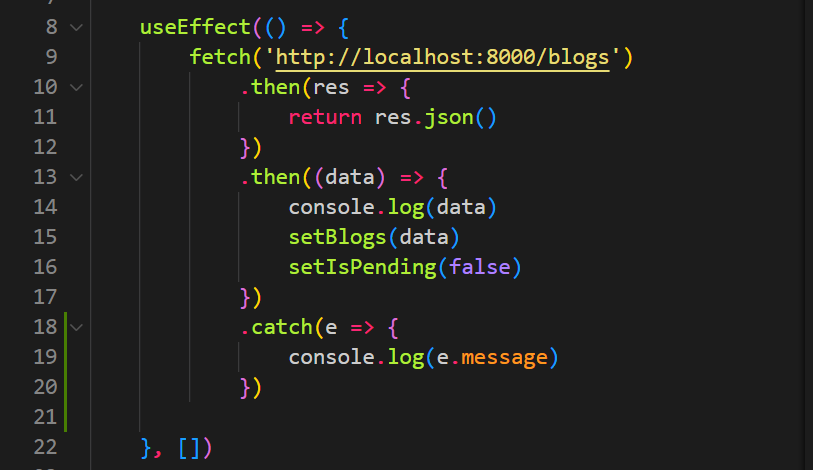 8 useEffect(() => {
9 fetch('http://localhost:8000/blogs')
10 .then(res => {
11 return res.json()
12 })
13 .then((data) => {
14 console.log(data)
15 setBlogs(data)
16 setIsPending(false)
17 })
18 .catch(e => {
19 console.log(e.message)
20 })
21
22 }, [])